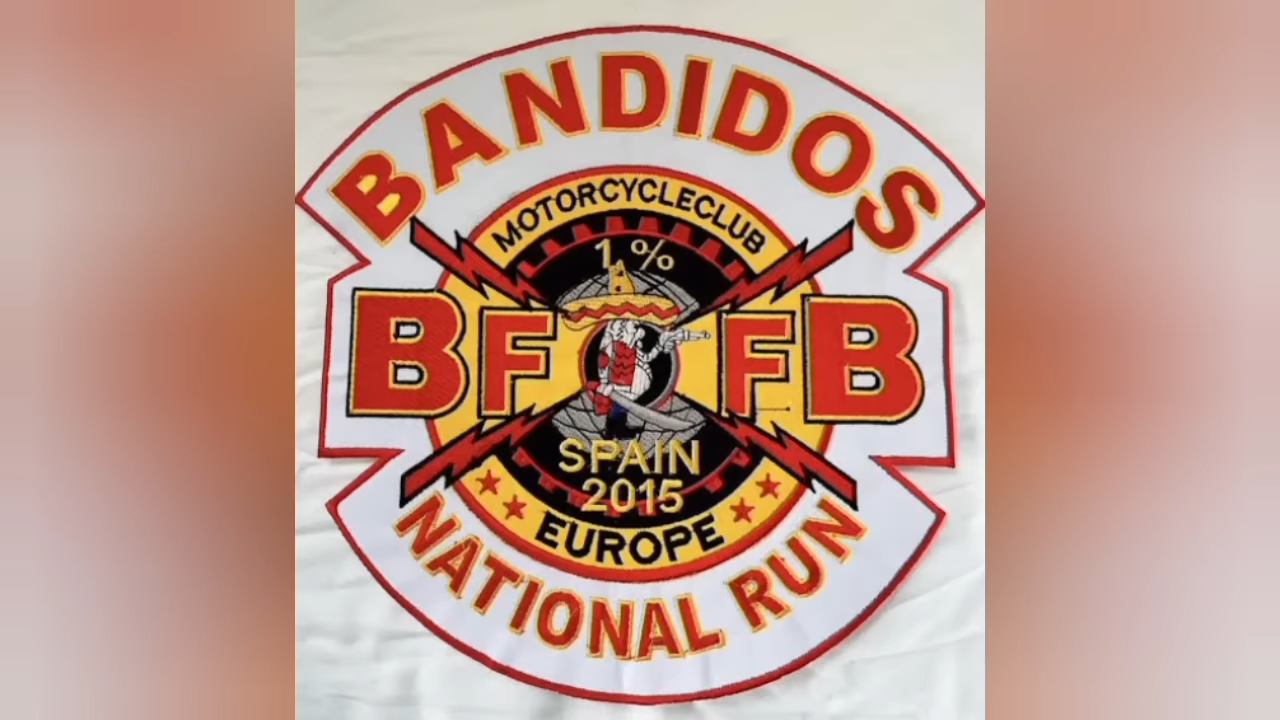 BANDIDOS
MOTORCYCLECLUB
1 %
BF FB
SPAIN
2015
EUROPE
NATIONAL RUN